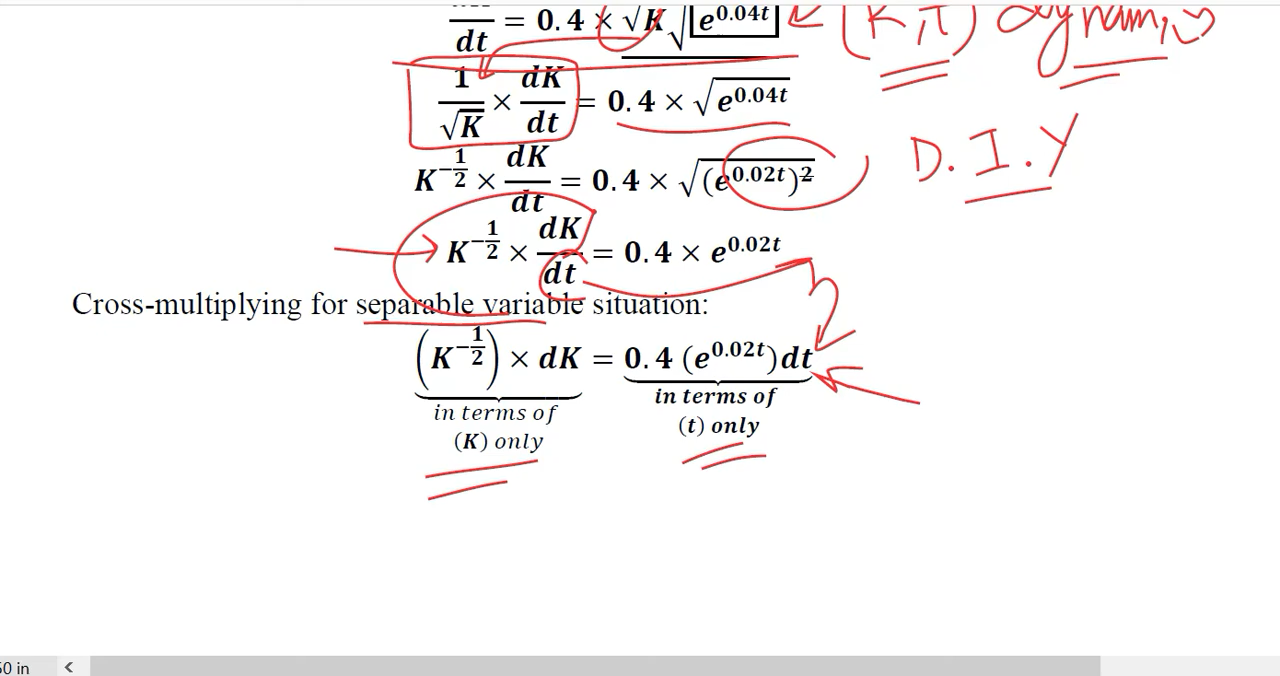 dt = 0.4 × √K √[e^0.04t] (K, t) dynamics
1/√K × dK/dt = 0.4 × √e^0.04t
K^-1/2 × dK/dt = 0.4 × √(e^0.02t)^2 D.I.Y
K^-1/2 × dK/dt = 0.4 × e^0.02t
Cross-multiplying for separable variable situation:
(K^-1/2) × dK = 0.4 (e^0.02t)dt
in terms of (K) only
in terms of (t) only
50 in